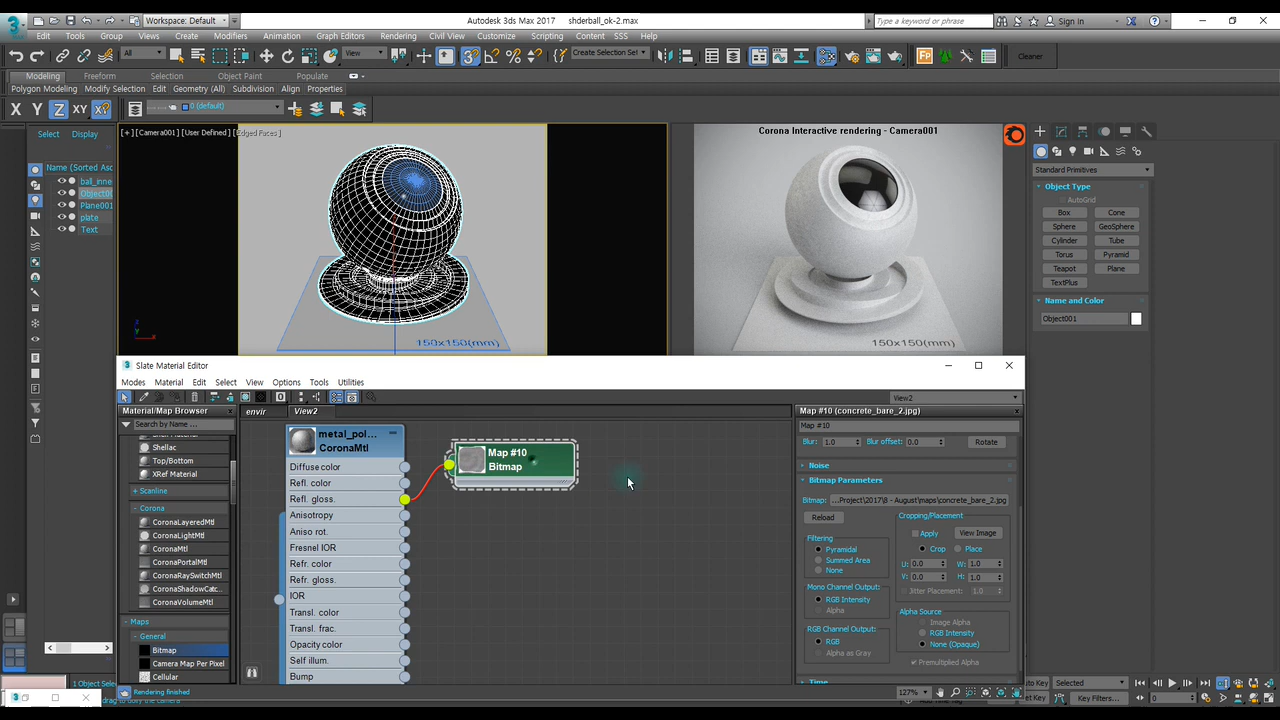 Workspace: Default
Autodesk 3ds Max 2017 shderball_ok-2.max
Type a keyword or phrase
Sign In
Edit Tools Group Views Create Modifiers Animation Graph Editors Rendering Civil View Customize Scripting Content SSS Help
All
View
Create Selection Set
Cleaner
Modeling Freeform Selection Object Paint Populate
Polygon Modeling Modify Selection Edit Geometry (All) Subdivision Align Properties
X Y Z XY
0 (default)
Select Display
[+] [Camera001] [User Defined] [Edged Faces]
Corona Interactive rendering - Camera001
Name (Sorted Asc
ball_inne
Object00
Plane001
plate
Text
150x150(mm)
150x150(mm)
Standard Primitives
Object Type
AutoGrid
Box Cone
Sphere GeoSphere
Cylinder Tube
Torus Pyramid
Teapot Plane
TextPlus
Name and Color
Object001
Slate Material Editor
Modes Material Edit Select View Options Tools Utilities
View2
Material/Map Browser
Search by Name ...
Shellac
Top/Bottom
XRef Material
Scanline
Corona
CoronaLayeredMtl
CoronaLightMtl
CoronaMtl
CoronaPortalMtl
CoronaRaySwitchMtl
CoronaShadowCatc..
CoronaVolumeMtl
Maps
General
Bitmap
Camera Map Per Pixel
Cellular
envir View2
metal_pol...
CoronaMtl
Diffuse color
Refl. color
Refl. gloss.
Anisotropy
Aniso rot.
Fresnel IOR
Refr. color
Refr. gloss.
IOR
Transl. color
Transl. frac.
Opacity color
Self illum.
Bump
Map #10
Bitmap
Map #10 (concrete_bare_2.jpg)
Map #10
Blur: 1.0 Blur offset: 0.0 Rotate
Noise
Bitmap Parameters
Bitmap: ...Project\2017\8 - August\maps\concrete_bare_2.jpg
Reload
Cropping/Placement
Apply View Image
Crop Place
U: 0.0 W: 1.0
V: 0.0 H: 1.0
Jitter Placement: 1.0
Filtering
Pyramidal
Summed Area
None
Mono Channel Output:
RGB Intensity
Alpha
RGB Channel Output:
RGB
Alpha as Gray
Alpha Source
Image Alpha
RGB Intensity
None (Opaque)
Premultiplied Alpha
Time
127%
Rendering finished
1 Object Sele
Selected
Key Filters...
0